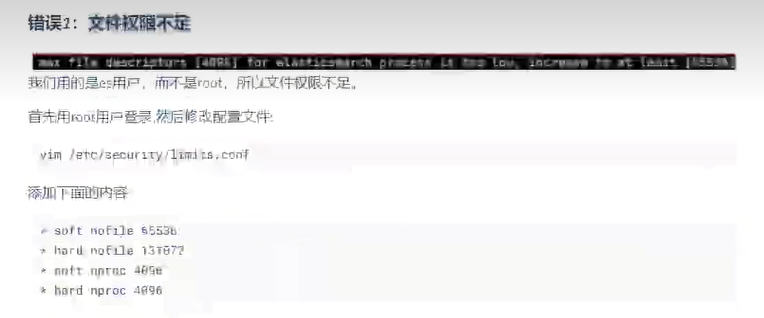 错误1：文件权限不足
max file descriptors [4096] for elasticsearch process is too low, increase to at least [65536]
我们用的是es用户，而不是root，所以文件权限不足。
首先用root用户登录,然后修改配置文件:
vim /etc/security/limits.conf
添加下面的内容
* soft nofile 65536
* hard nofile 131072
* soft nproc 4096
* hard nproc 4096